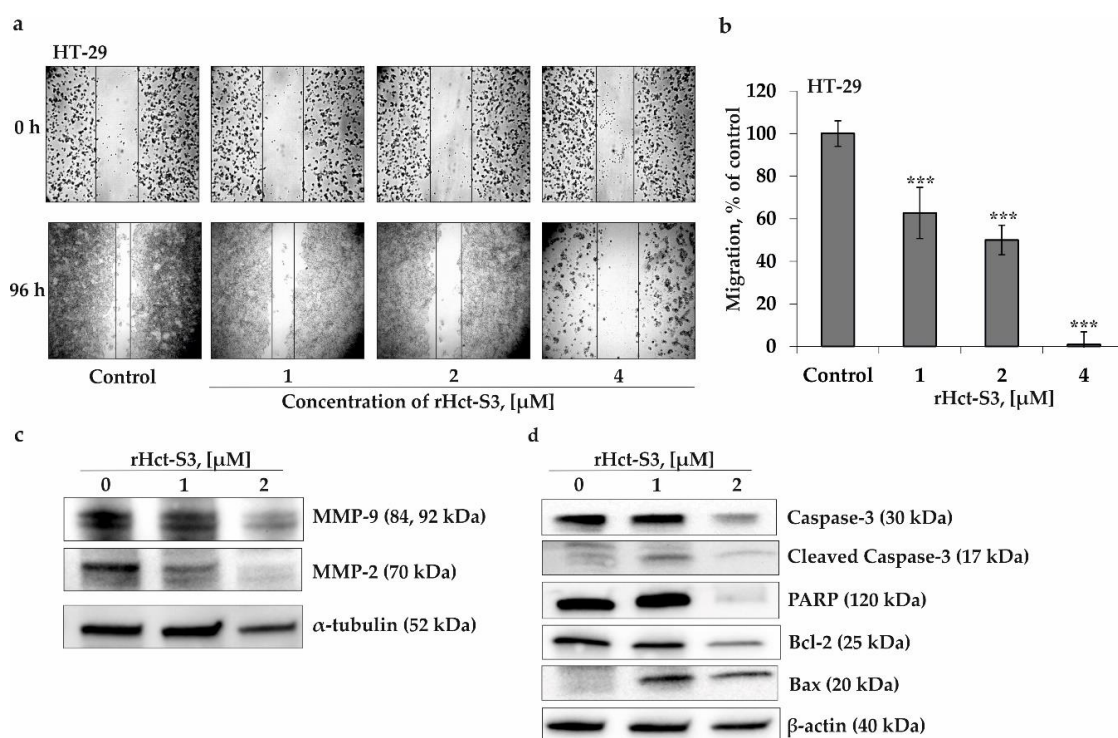 a
HT-29
0 h
96 h
Control 1 2 4
Concentration of rHct-S3, [µM]
b
HT-29
Migration, % of control
120
100
80
60
40
20
0
***
***
***
Control 1 2 4
rHct-S3, [µM]
c
rHct-S3, [µM]
0 1 2
MMP-9 (84, 92 kDa)
MMP-2 (70 kDa)
α-tubulin (52 kDa)
d
rHct-S3, [µM]
0 1 2
Caspase-3 (30 kDa)
Cleaved Caspase-3 (17 kDa)
PARP (120 kDa)
Bcl-2 (25 kDa)
Bax (20 kDa)
β-actin (40 kDa)